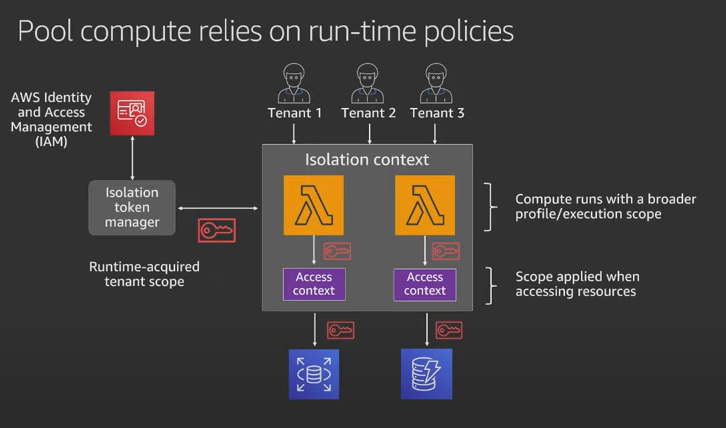 Pool compute relies on run-time policies
AWS Identity
and Access
Management
(IAM)
Tenant 1
Tenant 2
Tenant 3
Isolation context
Isolation
token
manager
Compute runs with a broader
profile/execution scope
Runtime-acquired
tenant scope
Access
context
Access
context
Scope applied when
accessing resources